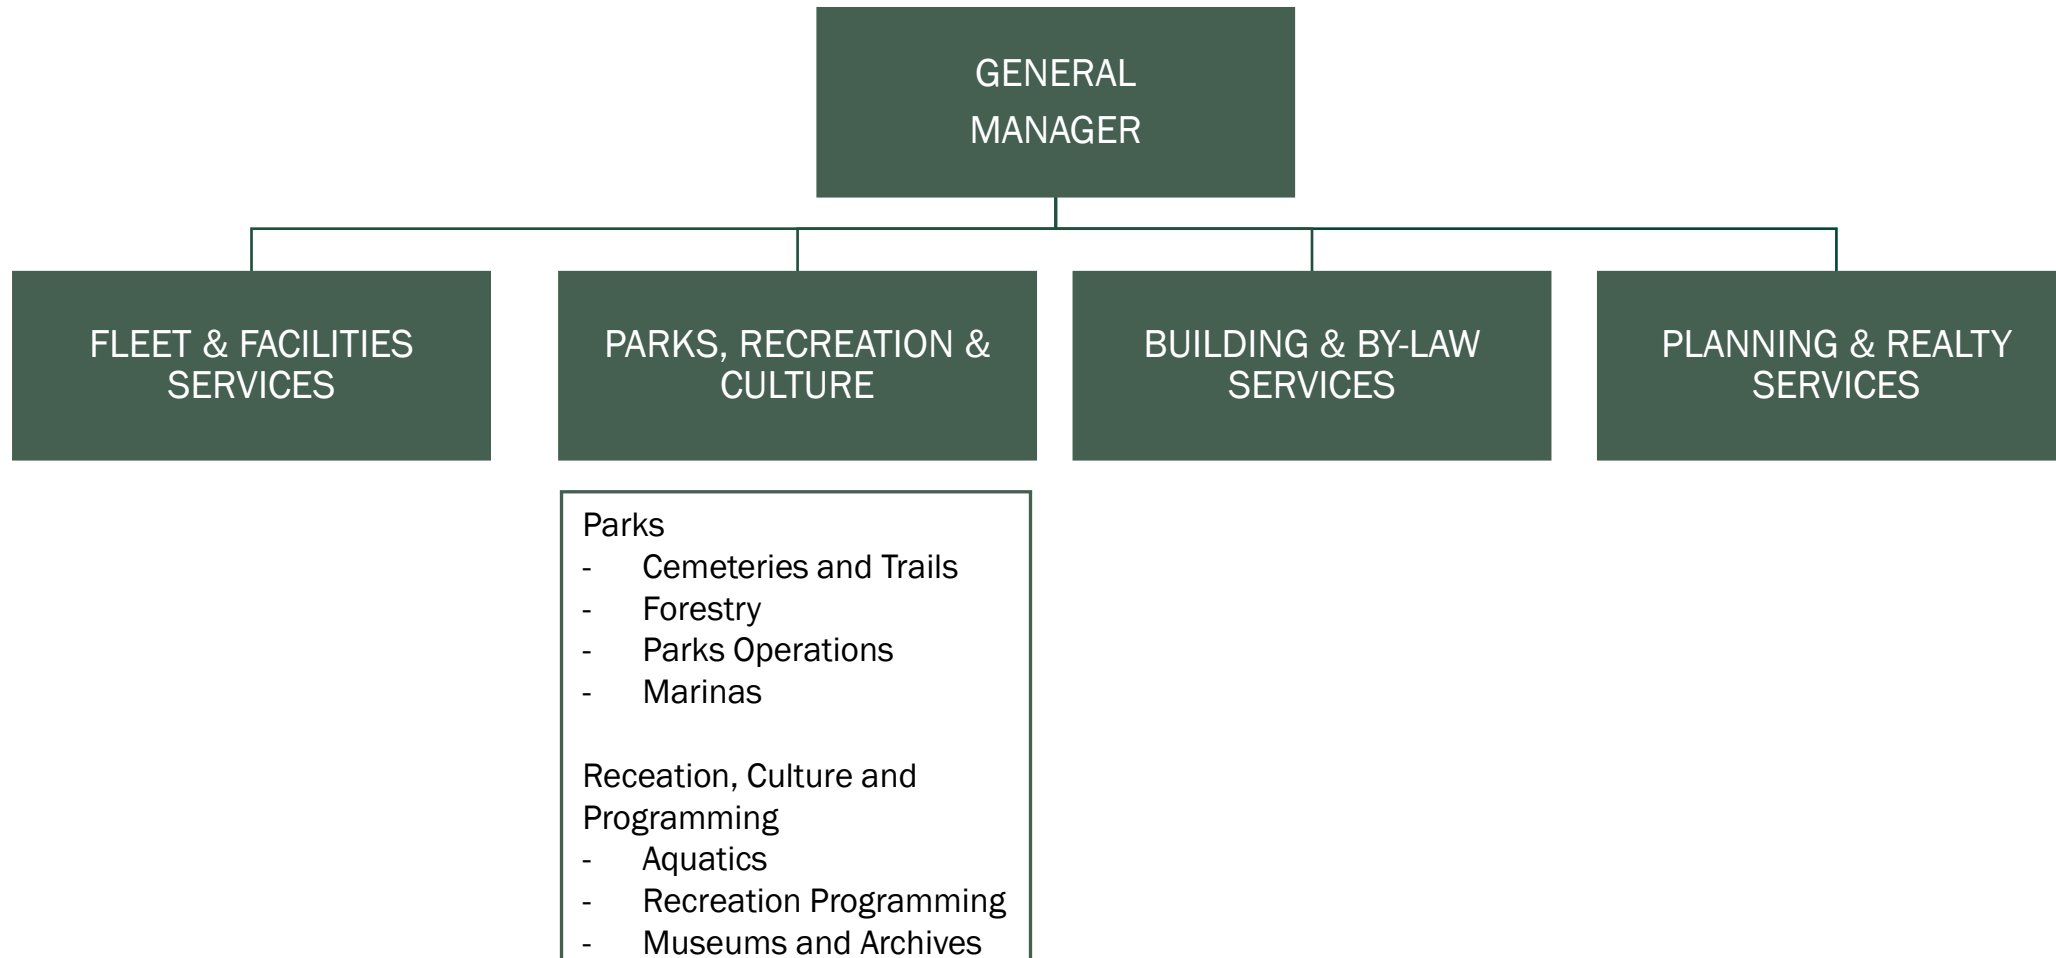 GENERAL
MANAGER
FLEET & FACILITIES
SERVICES
PARKS, RECREATION &
CULTURE
BUILDING & BY-LAW
SERVICES
PLANNING & REALTY
SERVICES
Parks
- Cemeteries and Trails
- Forestry
- Parks Operations
- Marinas
Receation, Culture and
Programming
- Aquatics
- Recreation Programming
- Museums and Archives